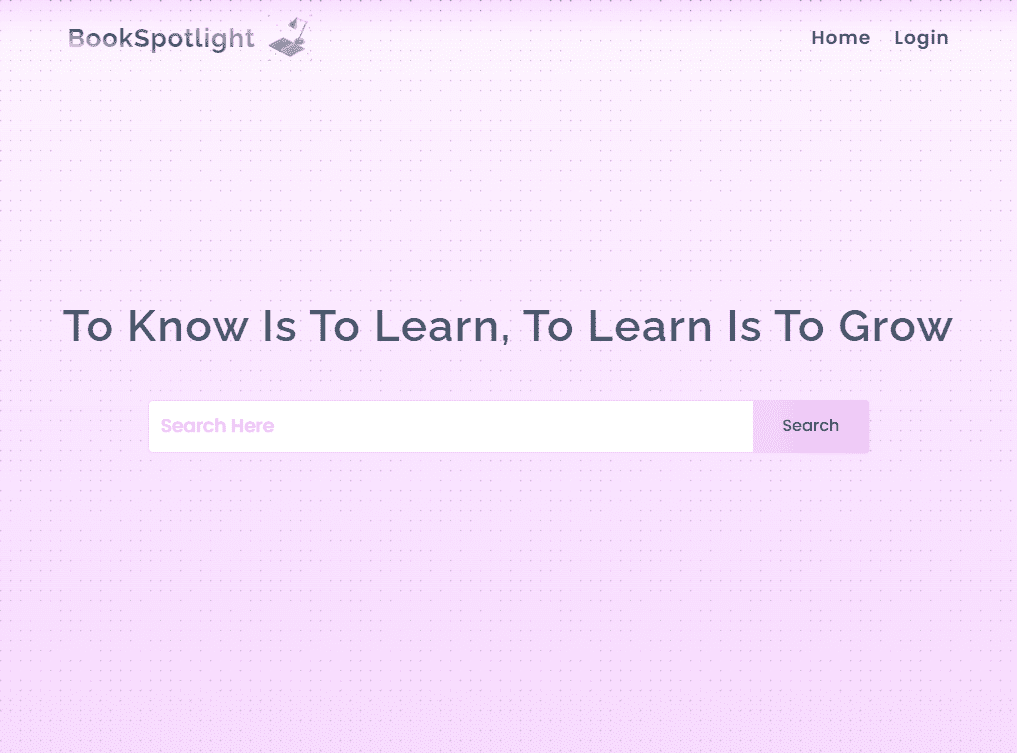 BookSpotlight
Home Login
To Know Is To Learn, To Learn Is To Grow
Search Here
Search